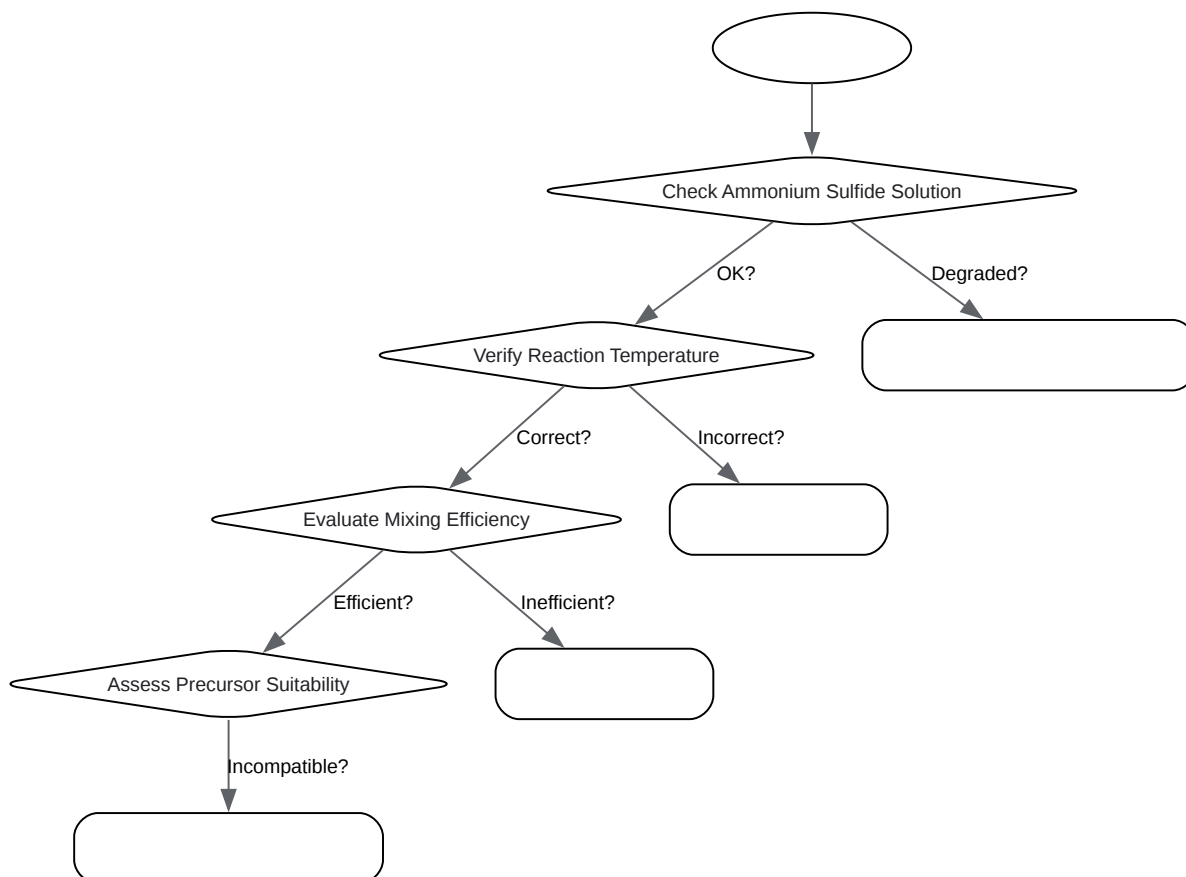 Check Ammonium Sulfide Solution
OK?
Degraded?
Verify Reaction Temperature
Correct?
Incorrect?
Evaluate Mixing Efficiency
Efficient?
Inefficient?
Assess Precursor Suitability
Incompatible?